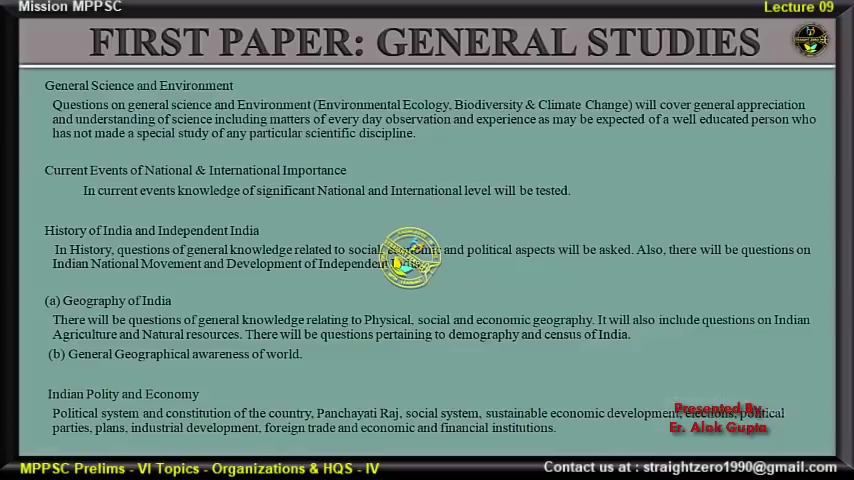 Mission MPPSC
Lecture 09
FIRST PAPER: GENERAL STUDIES
General Science and Environment
Questions on general science and Environment (Environmental Ecology, Biodiversity & Climate Change) will cover general appreciation
and understanding of science including matters of every day observation and experience as may be expected of a well educated person who
has not made a special study of any particular scientific discipline.
Current Events of National & International Importance
In current events knowledge of significant National and International level will be tested.
History of India and Independent India
In History, questions of general knowledge related to social, and political aspects will be asked. Also, there will be questions on
Indian National Movement and Development of Independent
(a) Geography of India
There will be questions of general knowledge relating to Physical, social and economic geography. It will also include questions on Indian
Agriculture and Natural resources. There will be questions pertaining to demography and census of India.
(b) General Geographical awareness of world.
Indian Polity and Economy
Political system and constitution of the country, Panchayati Raj, social system, sustainable economic development, elections, political
parties, plans, industrial development, foreign trade and economic and financial institutions.
Presented By,
Er. Alok Gupta
MPPSC Prelims - VI Topics - Organizations & HQS - IV
Contact us at : straightzero1990@gmail.com